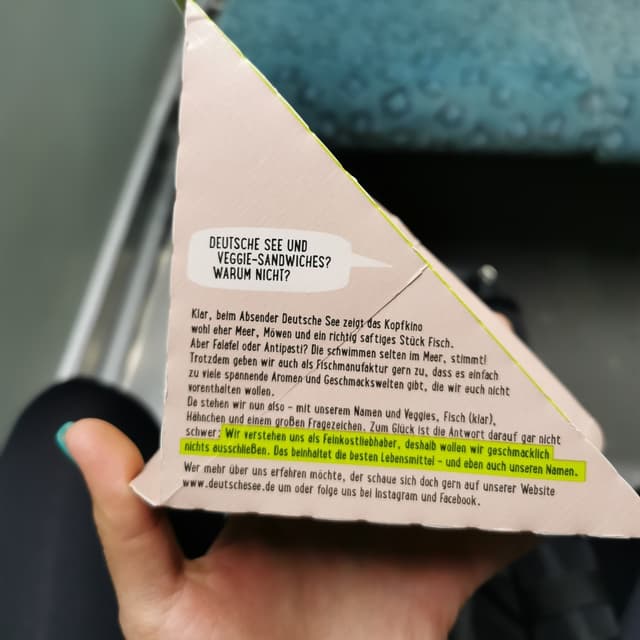 DEUTSCHE SEE UND
VEGGIE-SANDWICHES?
WARUM NICHT?
Klar, beim Absender Deutsche See zeigt das Kopfkino
wohl eher Meer, Möwen und ein richtig saftiges Stück Fisch.
Aber Falafel oder Antipasti? Die schwimmen selten im Meer, stimmt!
Trotzdem geben wir auch als Fischmanufaktur gern zu, dass es einfach
zu viele spannende Aromen und Geschmackswelten gibt, die wir euch nicht
vorenthalten wollen.
Da stehen wir nun also – mit unserem Namen und Veggies, Fisch (klar),
Hähnchen und einem großen Fragezeichen. Zum Glück ist die Antwort darauf gar nicht
schwer: Wir verstehen uns als Feinkostliebhaber, deshalb wollen wir geschmacklich
nichts ausschließen. Das beinhaltet die besten Lebensmittel – und eben auch unseren Namen.
Wer mehr über uns erfahren möchte, der schaue sich doch gern auf unserer Website
www.deutschesee.de um oder folge uns bei Instagram und Facebook.